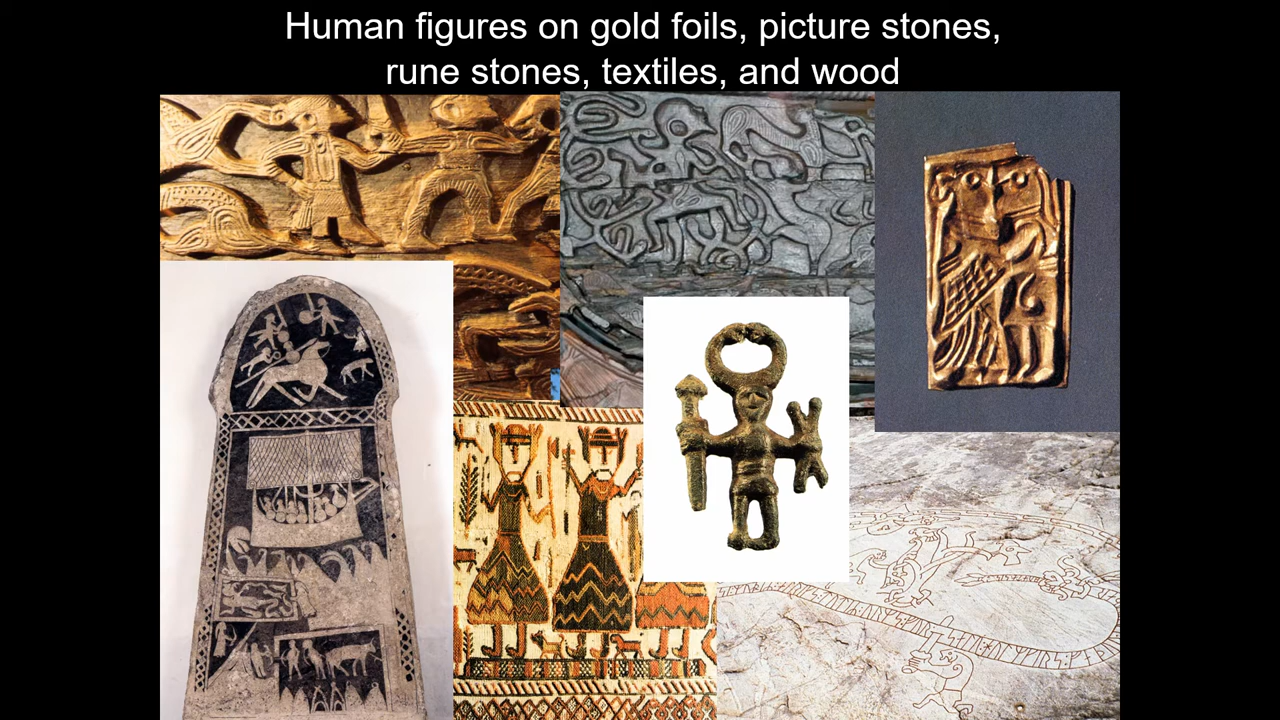 Human figures on gold foils, picture stones,
rune stones, textiles, and wood